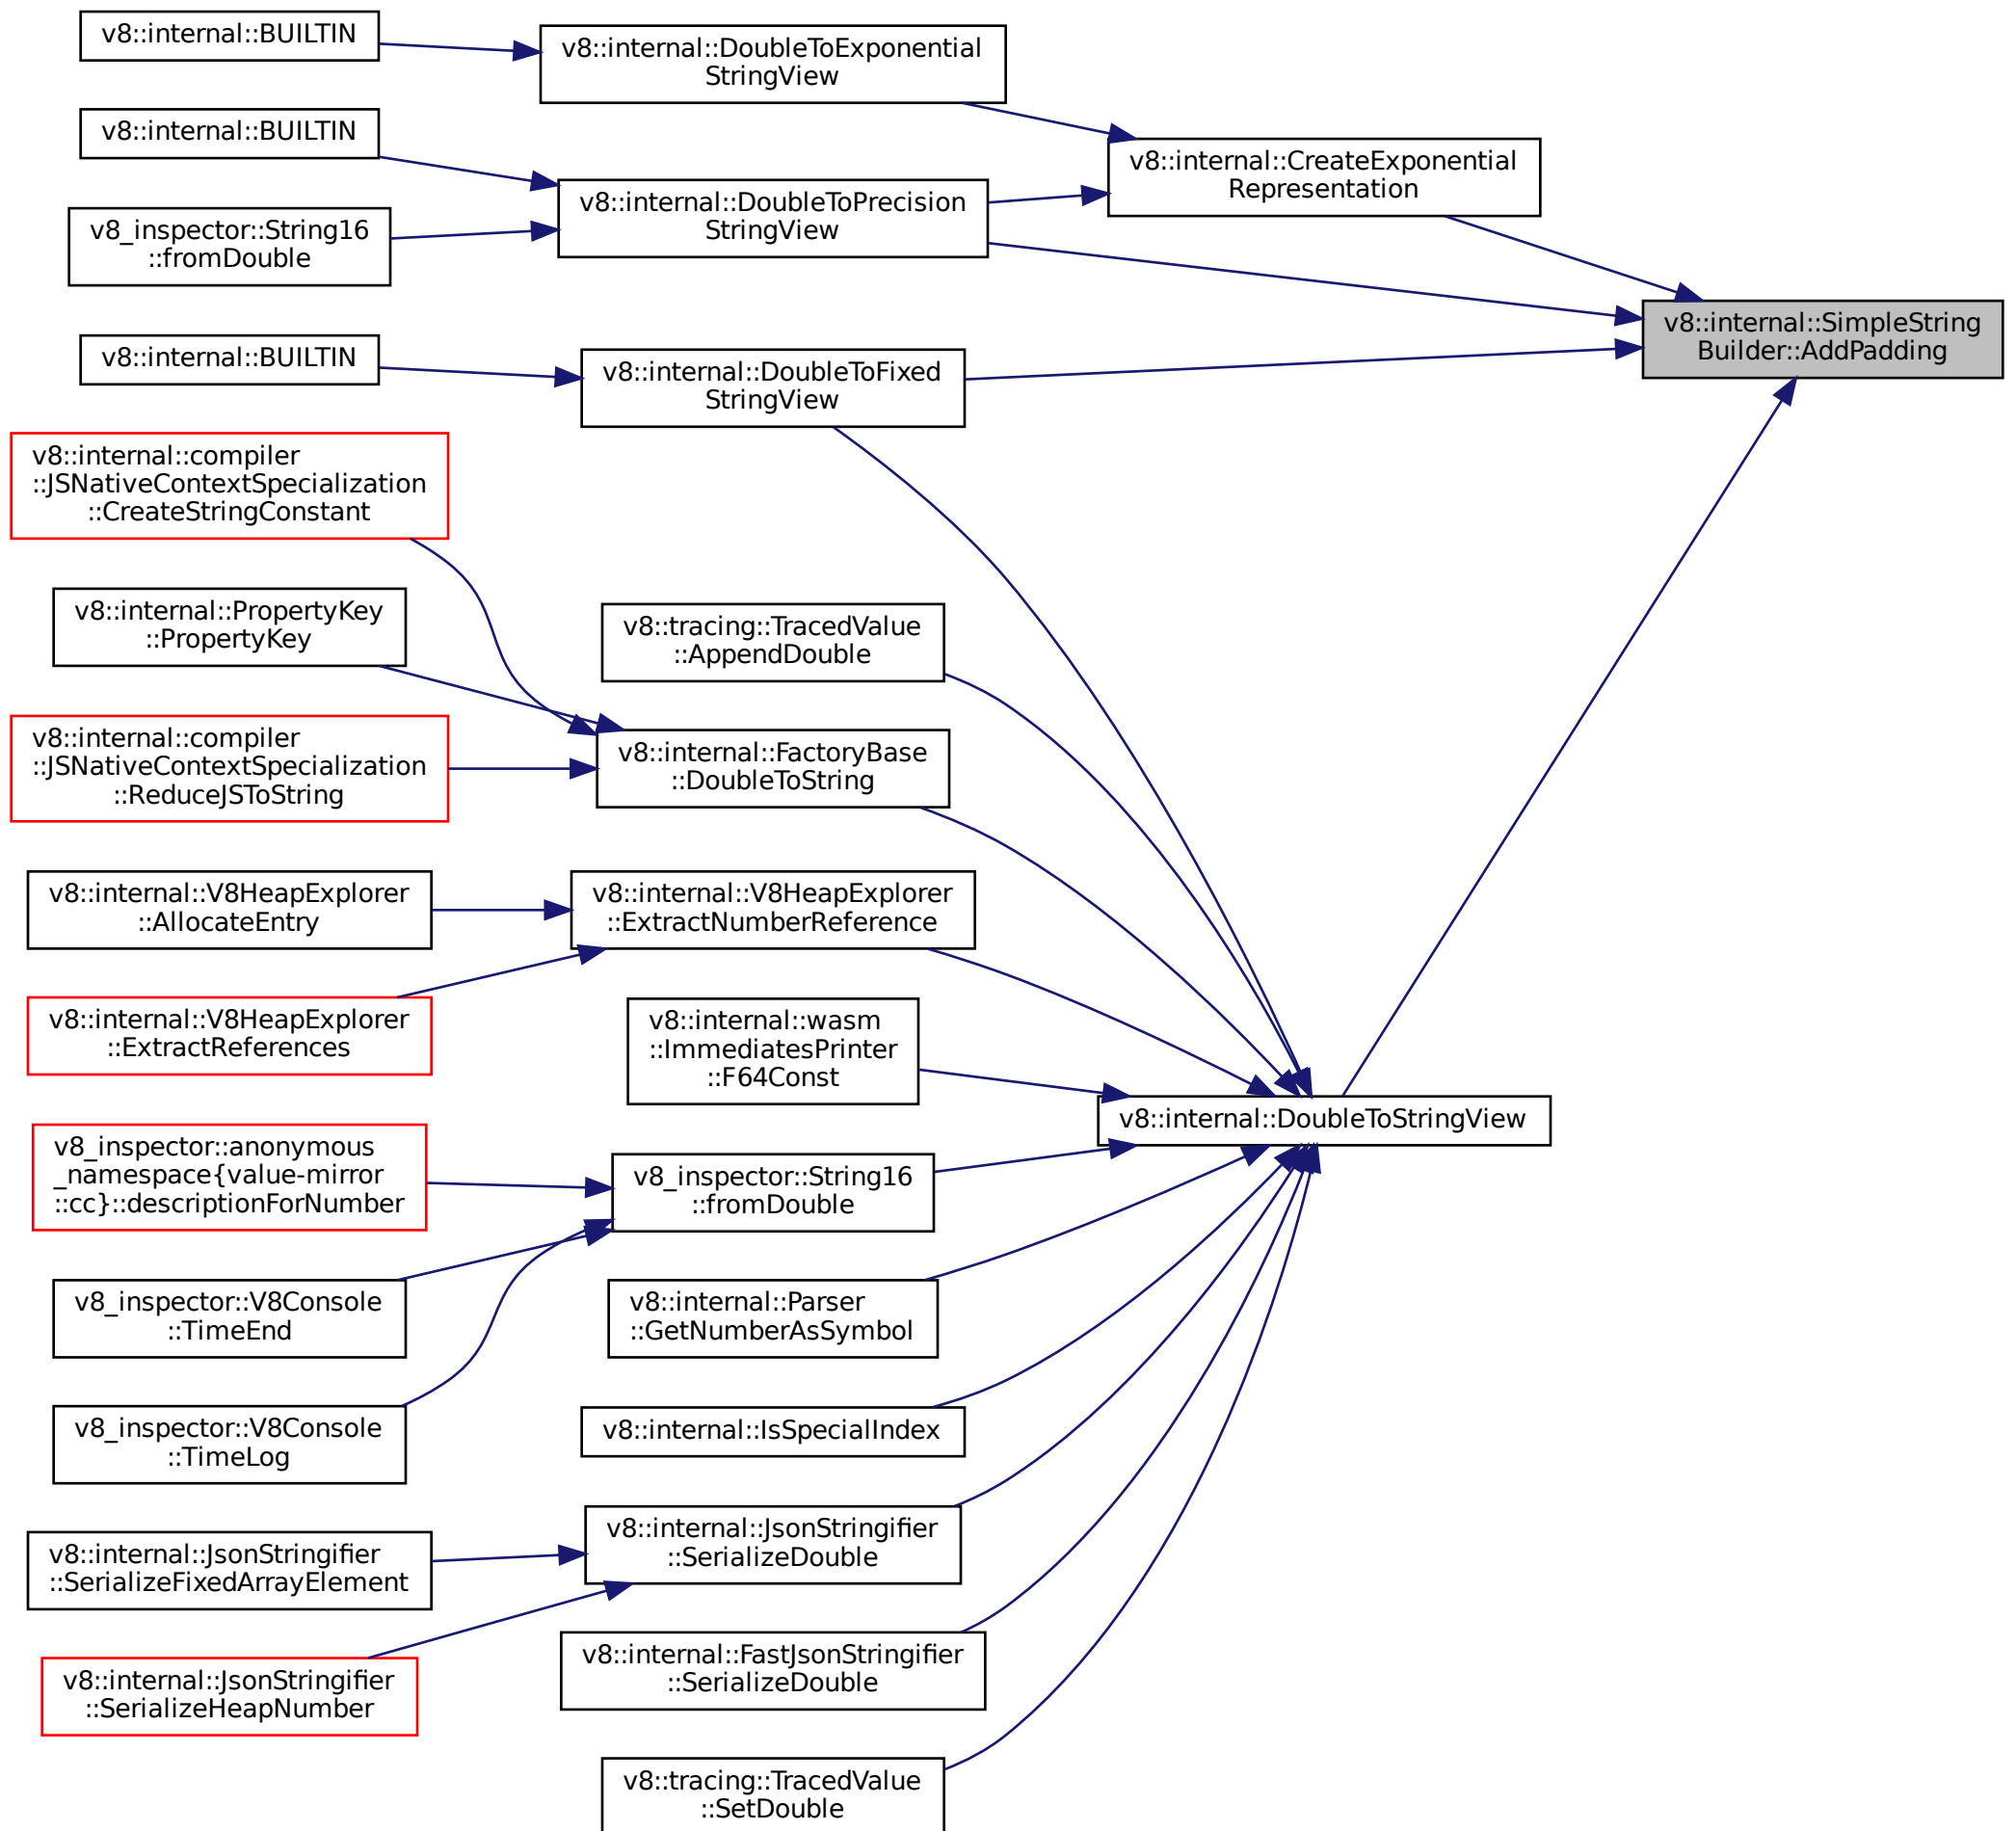 v8::internal::BUILTIN
v8::internal::DoubleToExponential
StringView
v8::internal::BUILTIN
v8::internal::CreateExponential
Representation
v8::internal::DoubleToPrecision
StringView
v8_inspector::String16
::fromDouble
v8::internal::SimpleString
Builder::AddPadding
v8::internal::BUILTIN
v8::internal::DoubleToFixed
StringView
v8::internal::compiler
::JSNativeContextSpecialization
::CreateStringConstant
v8::internal::PropertyKey
::PropertyKey
v8::tracing::TracedValue
::AppendDouble
v8::internal::compiler
::JSNativeContextSpecialization
::ReduceJSToString
v8::internal::FactoryBase
::DoubleToString
v8::internal::V8HeapExplorer
::AllocateEntry
v8::internal::V8HeapExplorer
::ExtractNumberReference
v8::internal::V8HeapExplorer
::ExtractReferences
v8::internal::wasm
::ImmediatesPrinter
::F64Const
v8::internal::DoubleToStringView
v8_inspector::anonymous
_namespace{value-mirror
::cc}::descriptionForNumber
v8_inspector::String16
::fromDouble
v8_inspector::V8Console
::TimeEnd
v8::internal::Parser
::GetNumberAsSymbol
v8_inspector::V8Console
::TimeLog
v8::internal::IsSpecialIndex
v8::internal::JsonStringifier
::SerializeFixedArrayElement
v8::internal::JsonStringifier
::SerializeDouble
v8::internal::JsonStringifier
::SerializeHeapNumber
v8::internal::FastJsonStringifier
::SerializeDouble
v8::tracing::TracedValue
::SetDouble